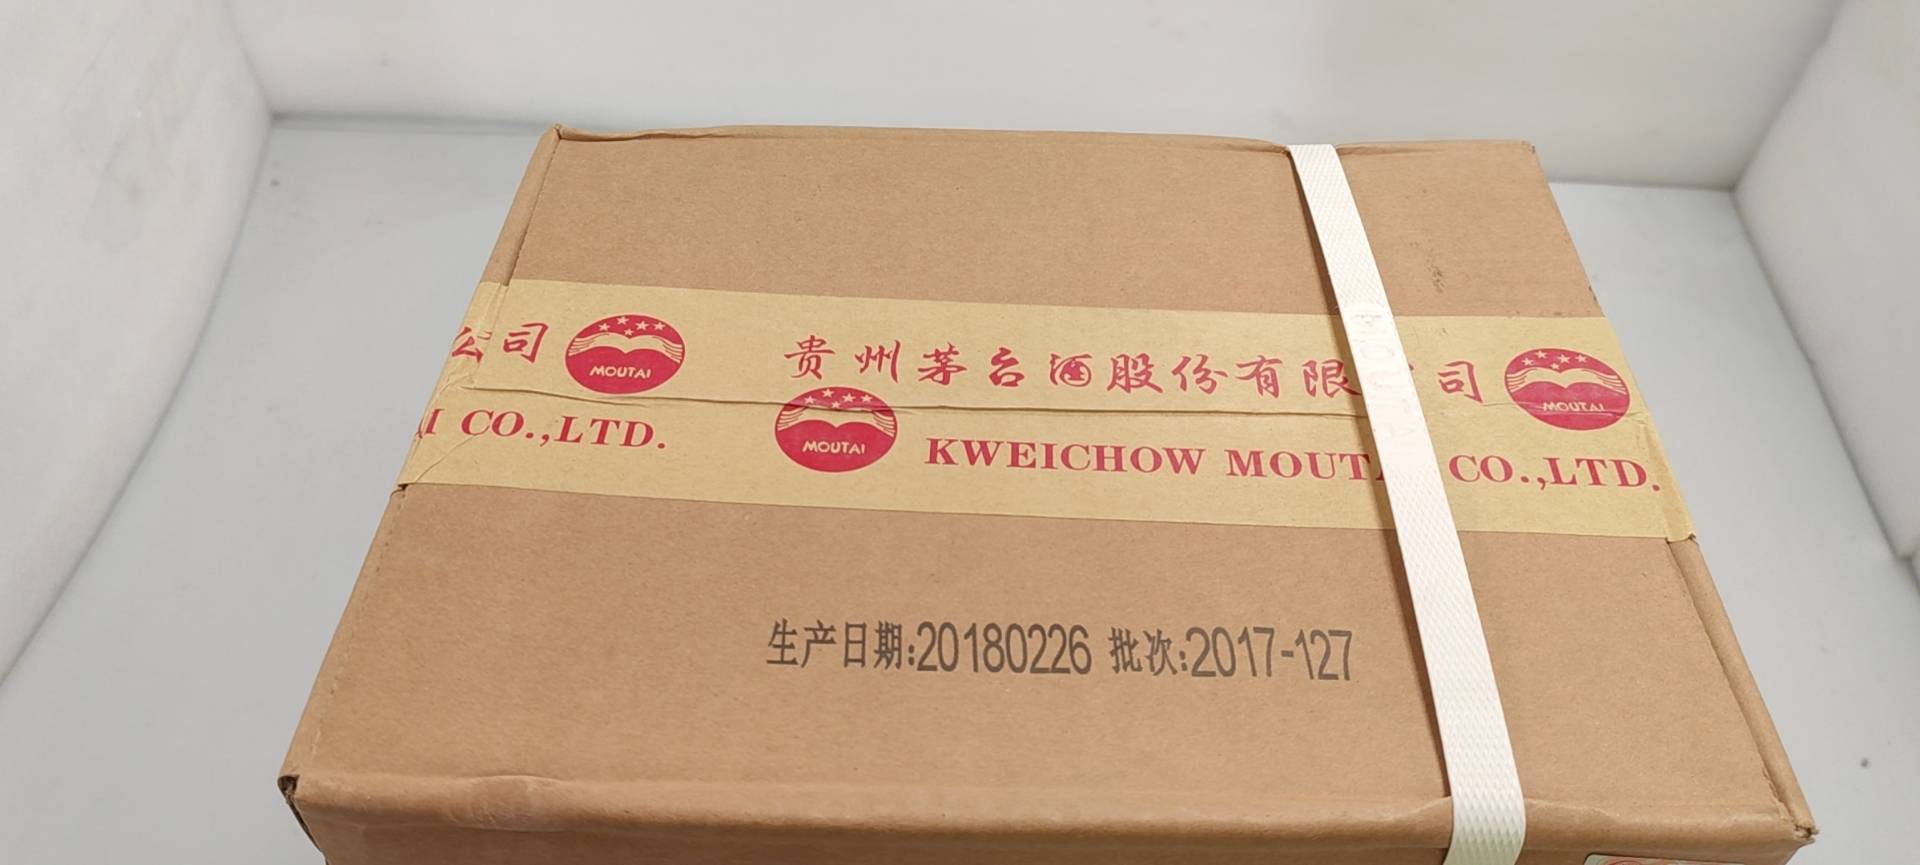 公司 MOUTAI 贵州茅台酒股份有限 司 MOUTAI
I CO.,LTD. MOUTAI KWEICHOW MOUT CO.,LTD.
生产日期:20180226 批次:2017-127